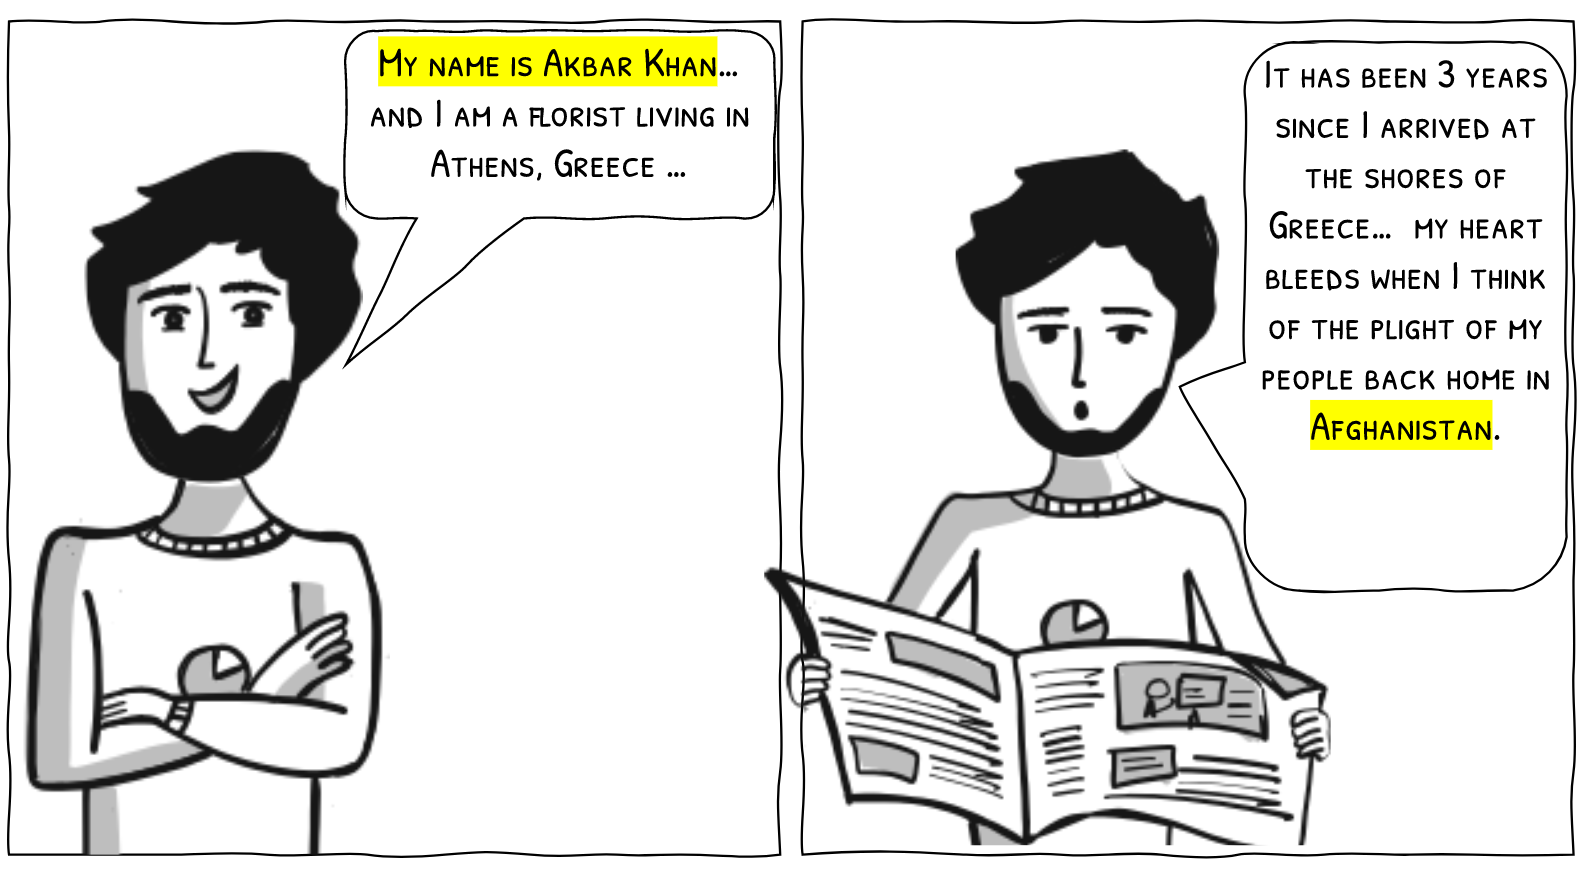 My name is Akbar Khan...
and I am a florist living in
Athens, Greece ...
It has been 3 years
since I arrived at
the shores of
Greece... my heart
bleeds when I think
of the plight of my
people back home in
Afghanistan.